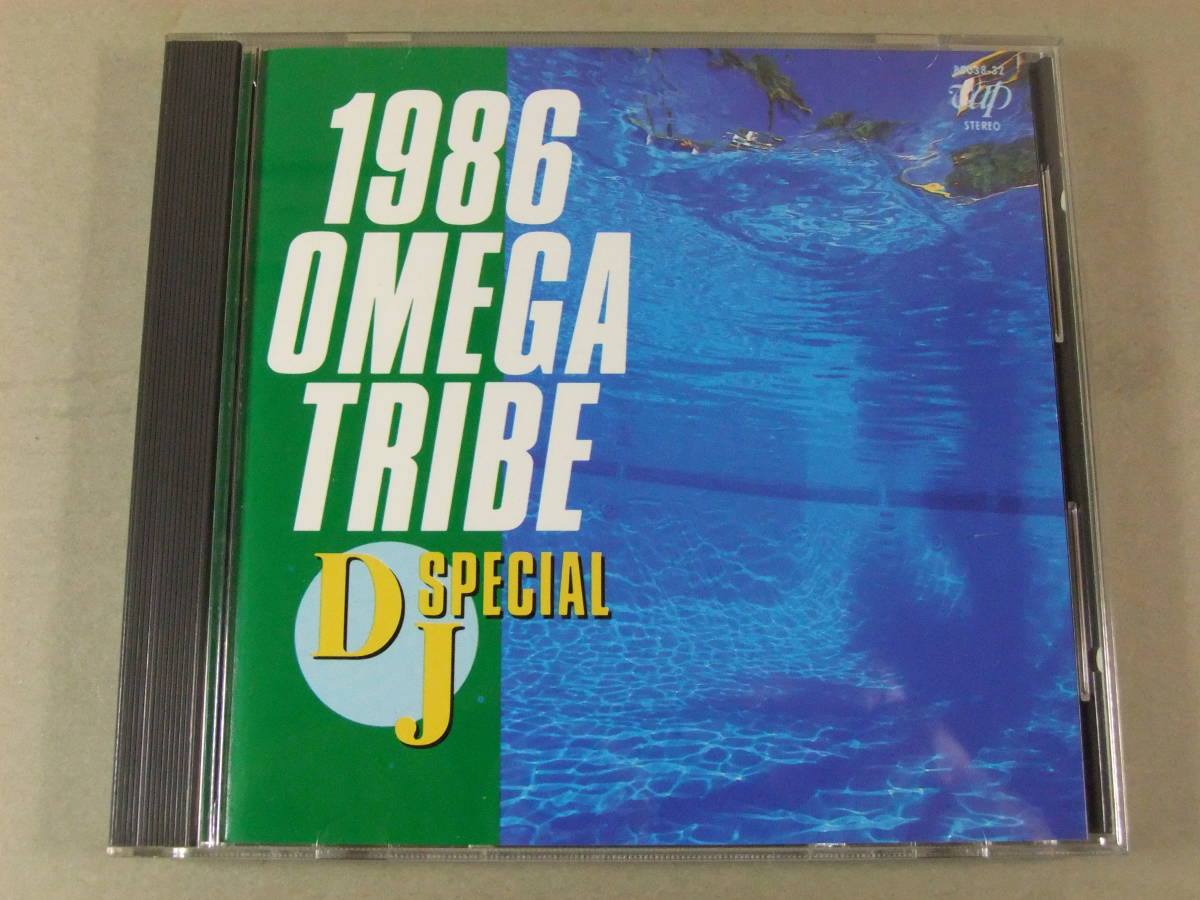 1986
OMEGA
TRIBE
DJ SPECIAL
Vap
STEREO